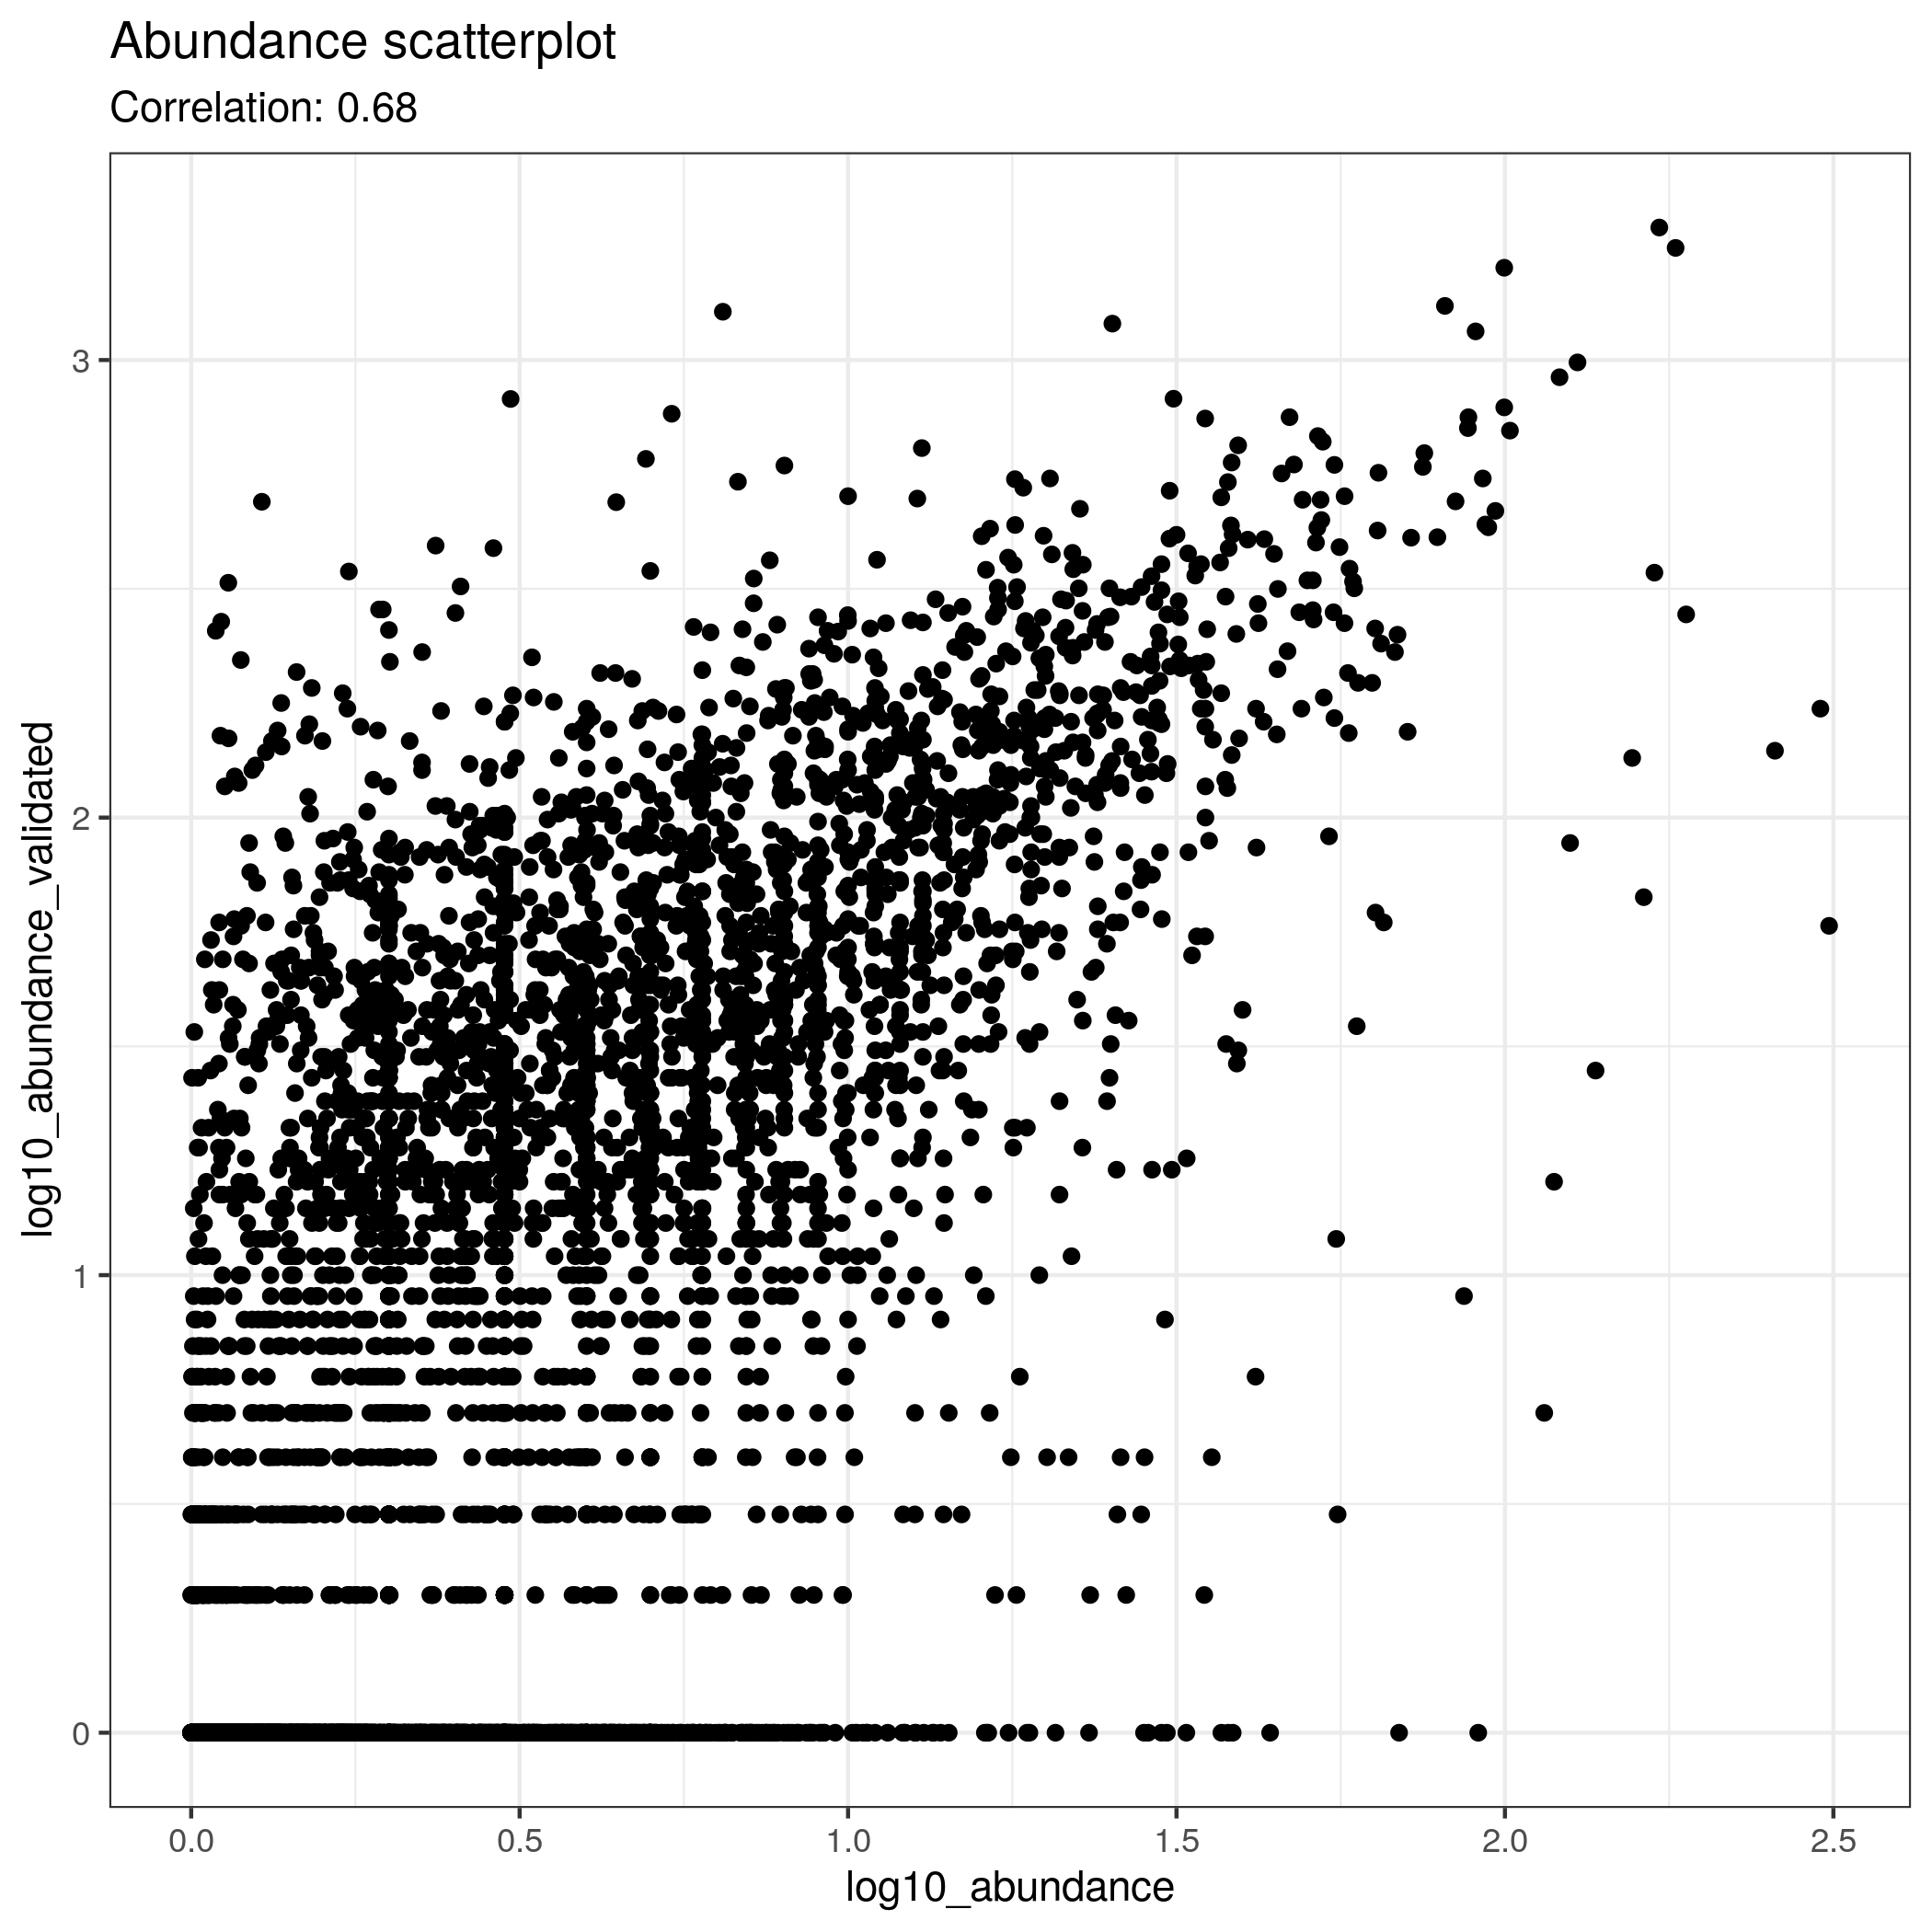 Abundance scatterplot
Correlation: 0.68
log10_abundance_validated
3
2
1
0
0.0 0.5 1.0 1.5 2.0 2.5
log10_abundance